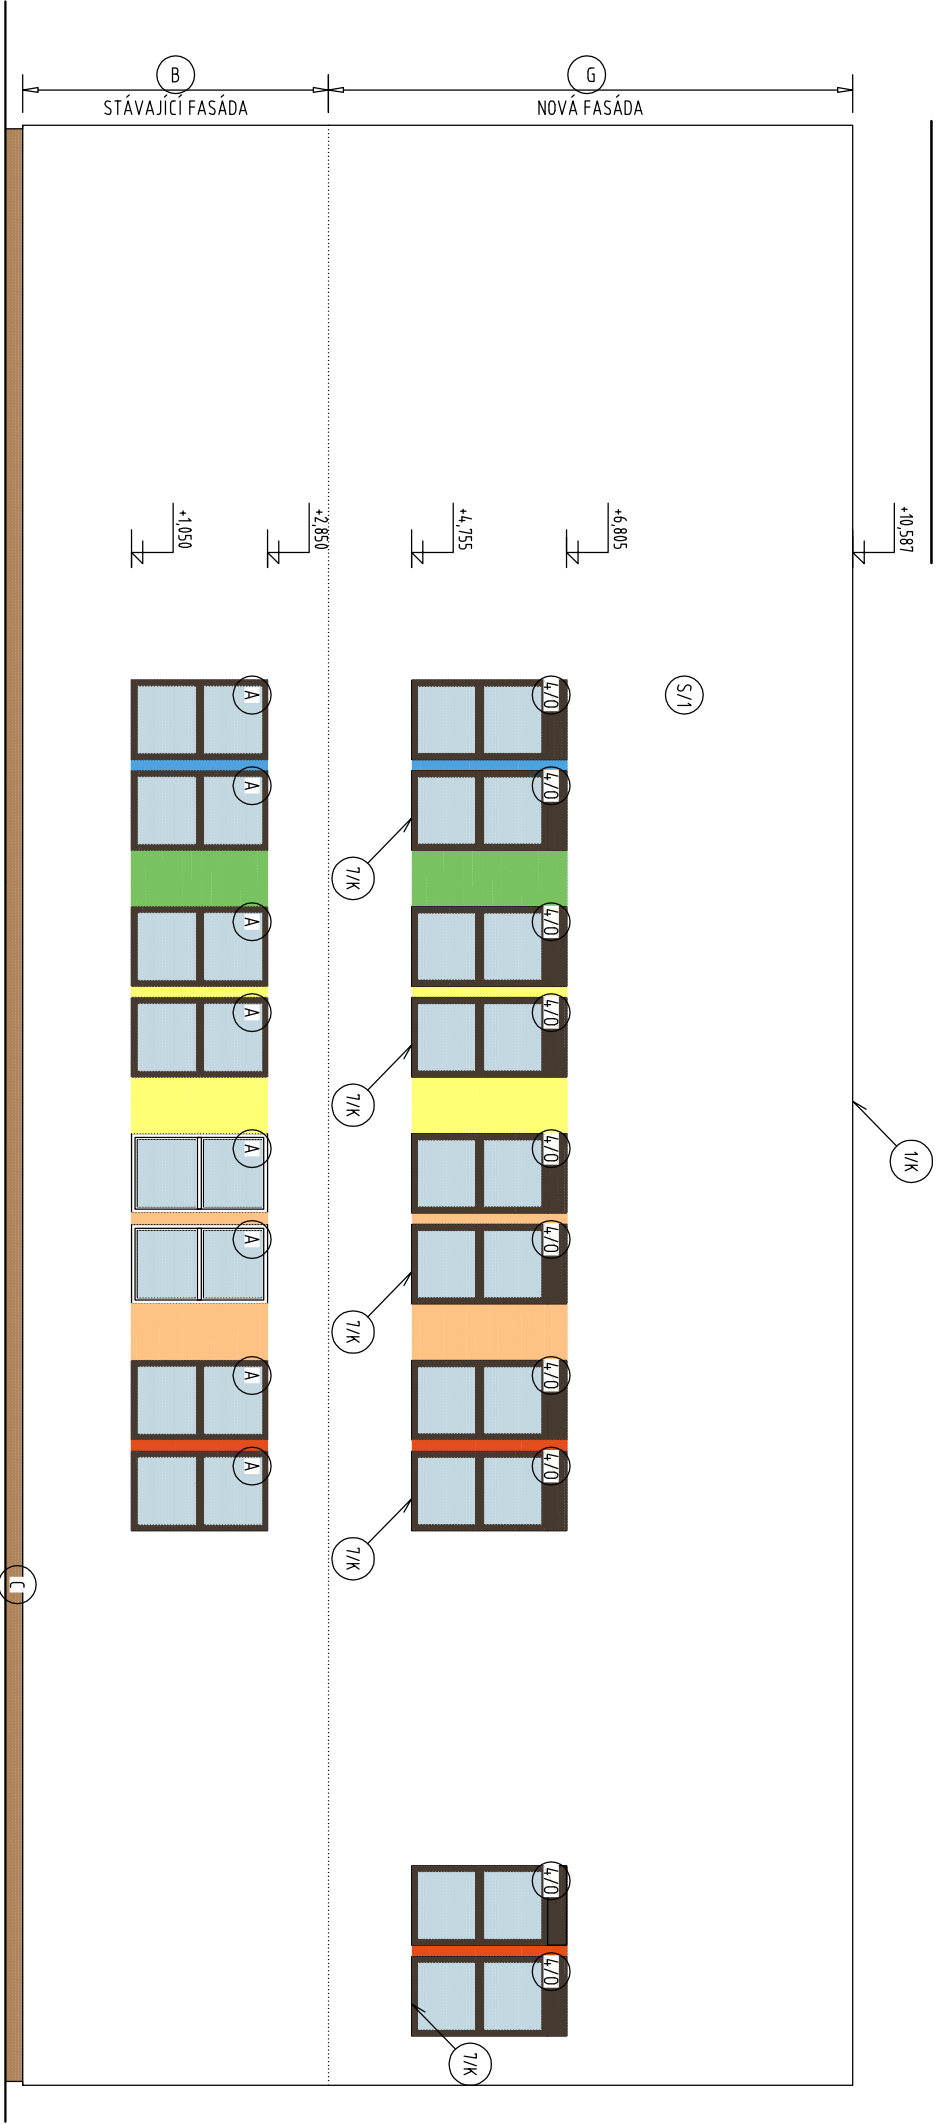 B
G
STÁVAJÍCÍ FASÁDA
NOVÁ FASÁDA
+1,050
+2,850
+4,755
+6,805
+10,587
S/1
A
4/O
A
4/O
7/K
A
4/O
A
4/O
7/K
1/K
A
4/O
A
4/O
7/K
A
4/O
A
4/O
7/K
C
4/O
4/O
7/K